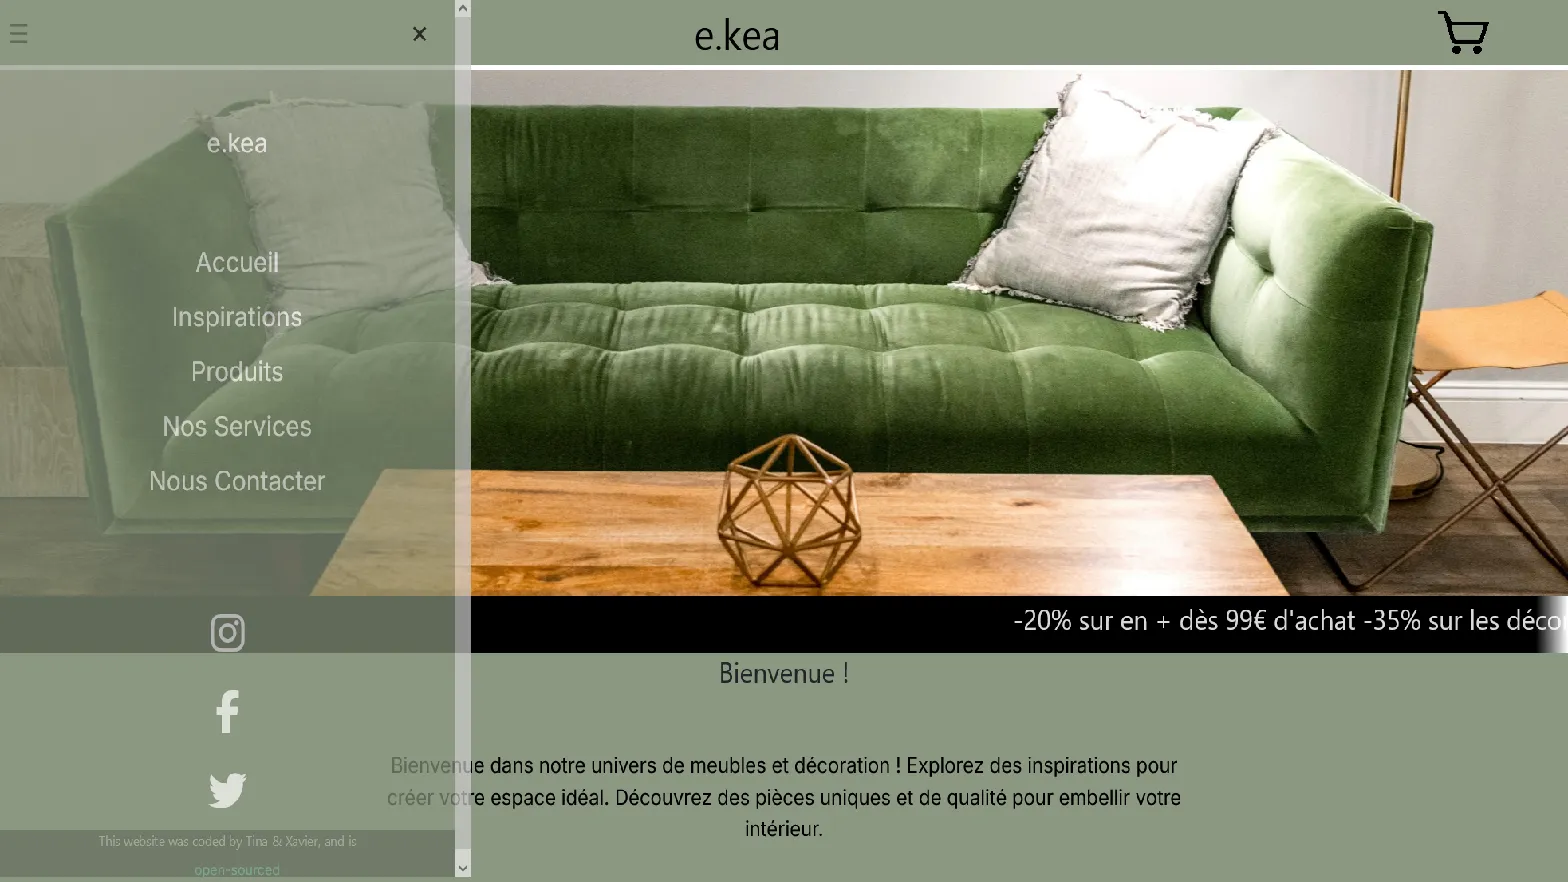 e.kea
e.kea
Accueil
Inspirations
Produits
Nos Services
Nous Contacter
-20% sur en + dès 99€ d'achat -35% sur les déco
Bienvenue !
Bienvenue dans notre univers de meubles et décoration ! Explorez des inspirations pour
créer votre espace idéal. Découvrez des pièces uniques et de qualité pour embellir votre
intérieur.
This website was coded by Tina & Xavier, and is
open-sourced